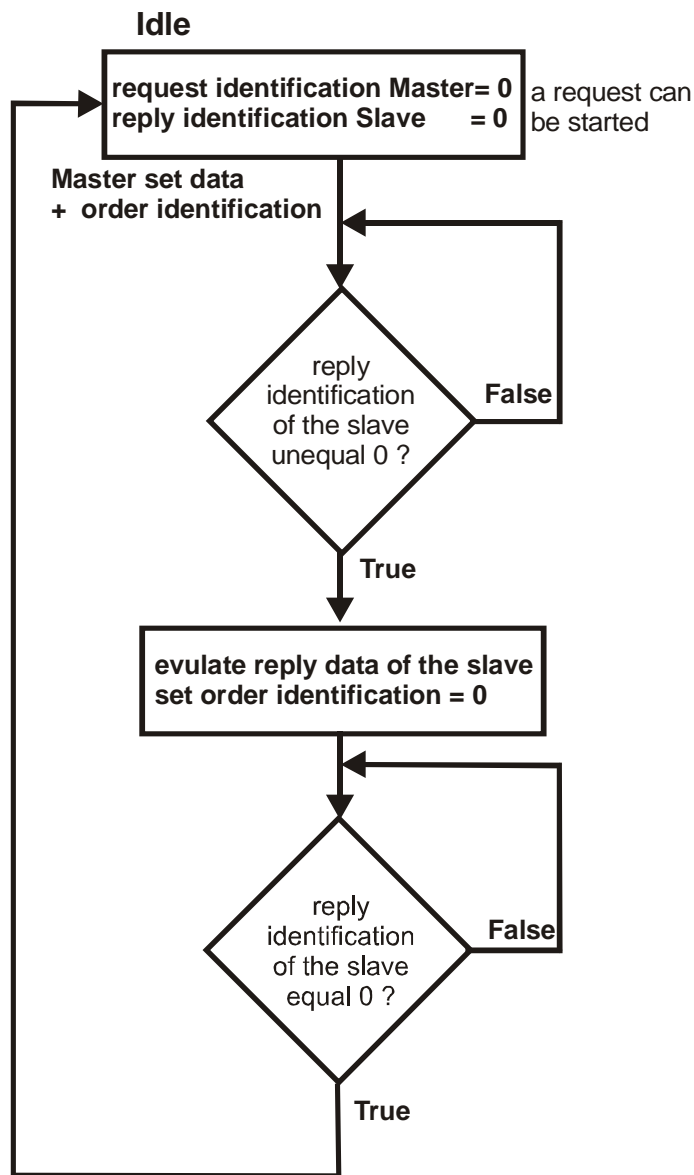 Idle
request identification Master= 0
reply identification Slave = 0
a request can
be started
Master set data
+ order identification
reply
identification
of the slave
unequal 0 ?
False
True
evulate reply data of the slave
set order identification = 0
reply
identification
of the slave
equal 0 ?
False
True